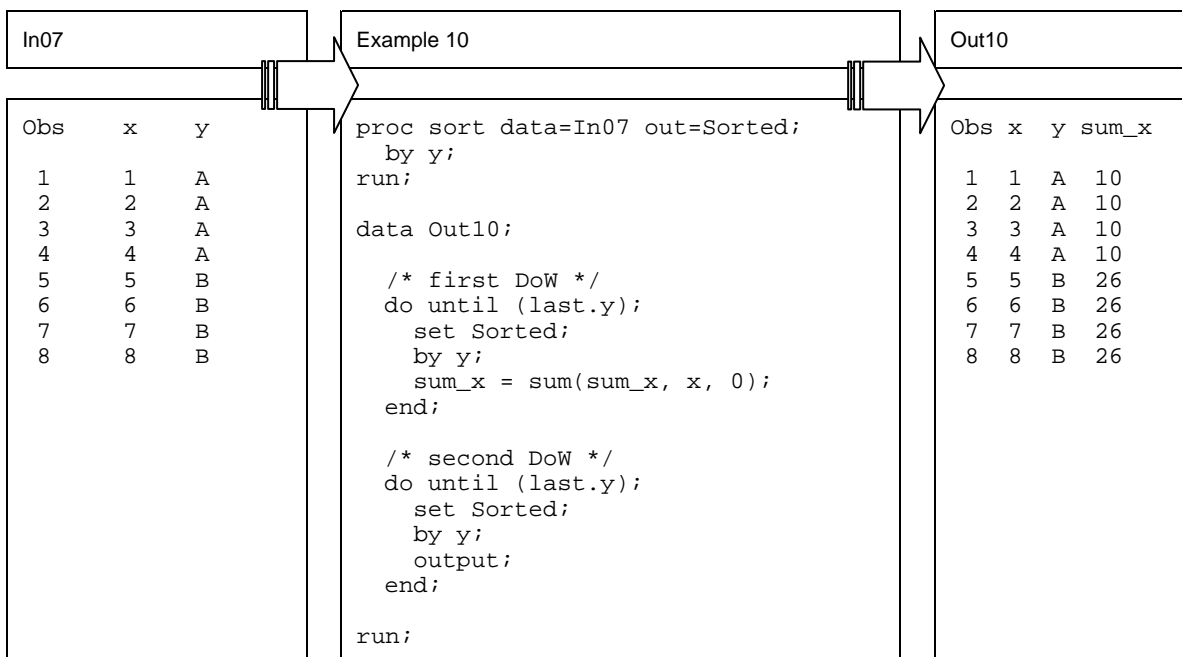 In07
Example 10
Out10
Obs x y
1 1 A
2 2 A
3 3 A
4 4 A
5 5 B
6 6 B
7 7 B
8 8 B
proc sort data=In07 out=Sorted;
by y;
run;
data Out10;
/* first DoW */
do until (last.y);
set Sorted;
by y;
sum_x = sum(sum_x, x, 0);
end;
/* second DoW */
do until (last.y);
set Sorted;
by y;
output;
end;
run;
Obs x y sum_x
1 1 A 10
2 2 A 10
3 3 A 10
4 4 A 10
5 5 B 26
6 6 B 26
7 7 B 26
8 8 B 26